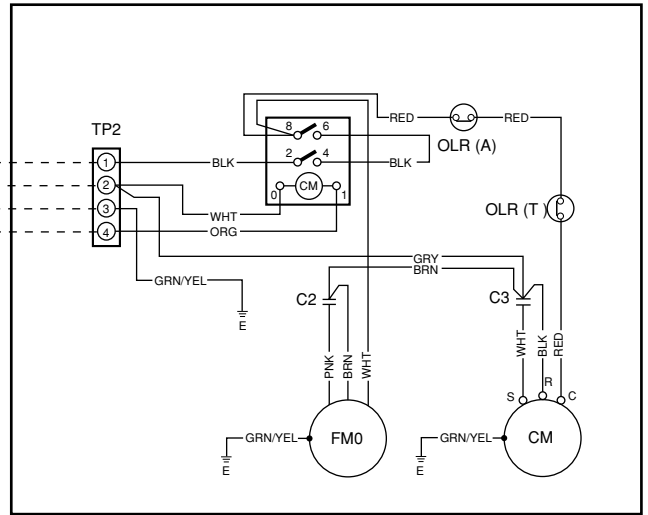 TP2
1
2
3
4
BLK
WHT
ORG
GRN/YEL
E
8 6
2 4
CM
0 1
RED
RED
OLR (A)
BLK
OLR (T )
GRY
BRN
C2
C3
PNK
BRN
WHT
WHT
BLK
RED
S R C
GRN/YEL
E
FM0
GRN/YEL
E
CM